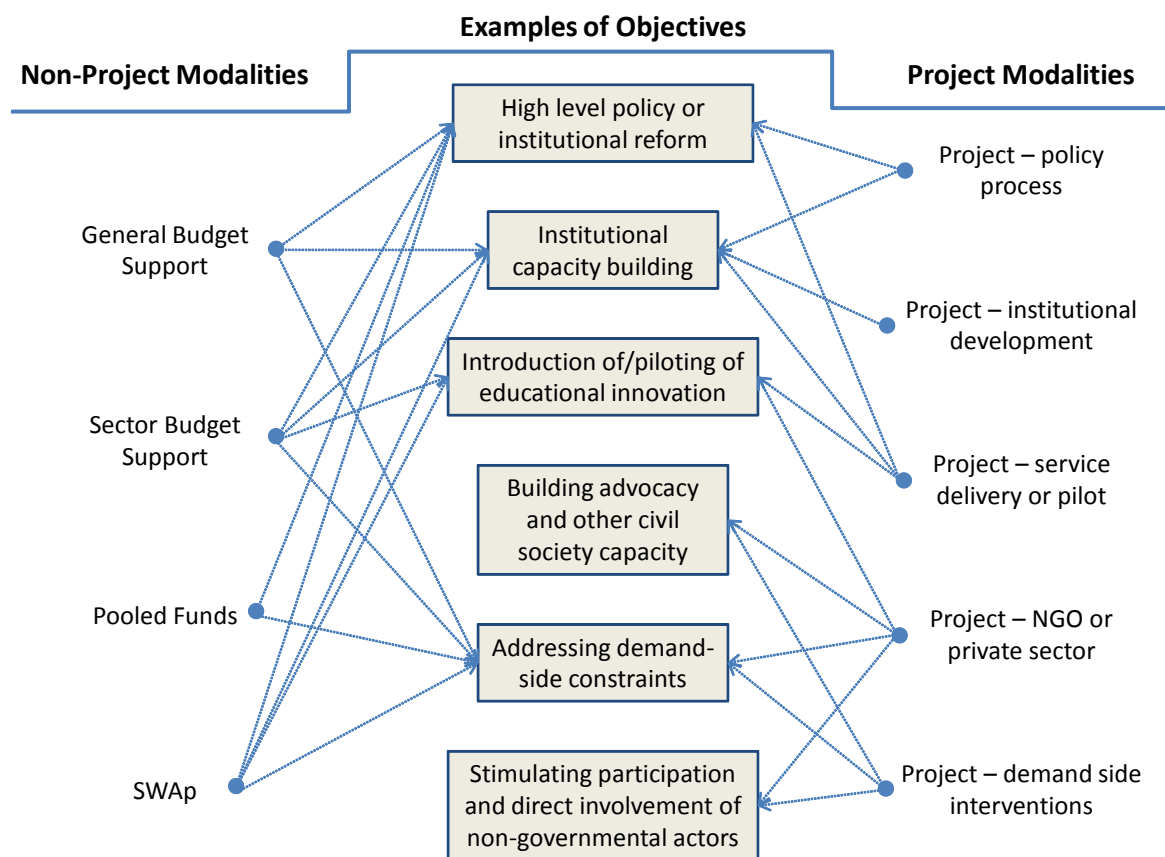 Examples of Objectives
Non-Project Modalities
Project Modalities
High level policy or
institutional reform
Project – policy
process
General Budget
Support
Institutional
capacity building
Project – institutional
development
Introduction of/piloting of
educational innovation
Sector Budget
Support
Project – service
delivery or pilot
Building advocacy
and other civil
society capacity
Pooled Funds
Project – NGO or
private sector
Addressing demand-
side constraints
SWAp
Stimulating participation
and direct involvement of
non-governmental actors
Project – demand side
interventions